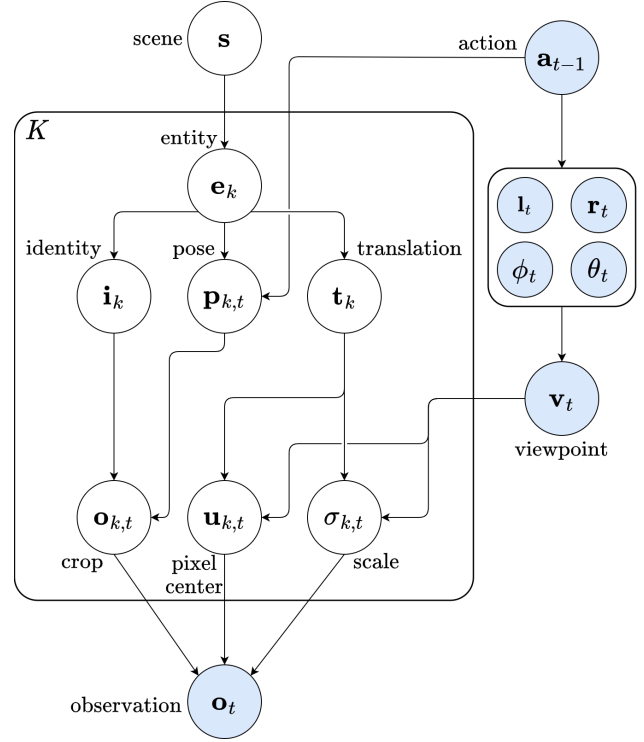 scene
s
action
a_{t−1}
K
entity
e_k
l_t
r_t
ϕ_t
θ_t
identity
pose
translation
i_k
p_{k,t}
t_k
v_t
viewpoint
o_{k,t}
u_{k,t}
σ_{k,t}
crop
pixel
center
scale
observation
o_t